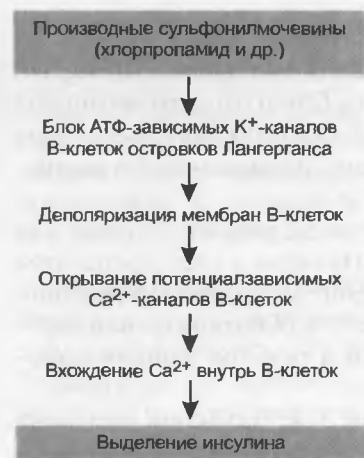 Производные сульфонилмочевины
(хлорпропамид и др.)
Блок АТФ-зависимых K⁺-каналов
В-клеток островков Лангерганса
Деполяризация мембран В-клеток
Открывание потенциалзависимых
Ca²⁺-каналов В-клеток
Вхождение Ca²⁺ внутрь В-клеток
Выделение инсулина